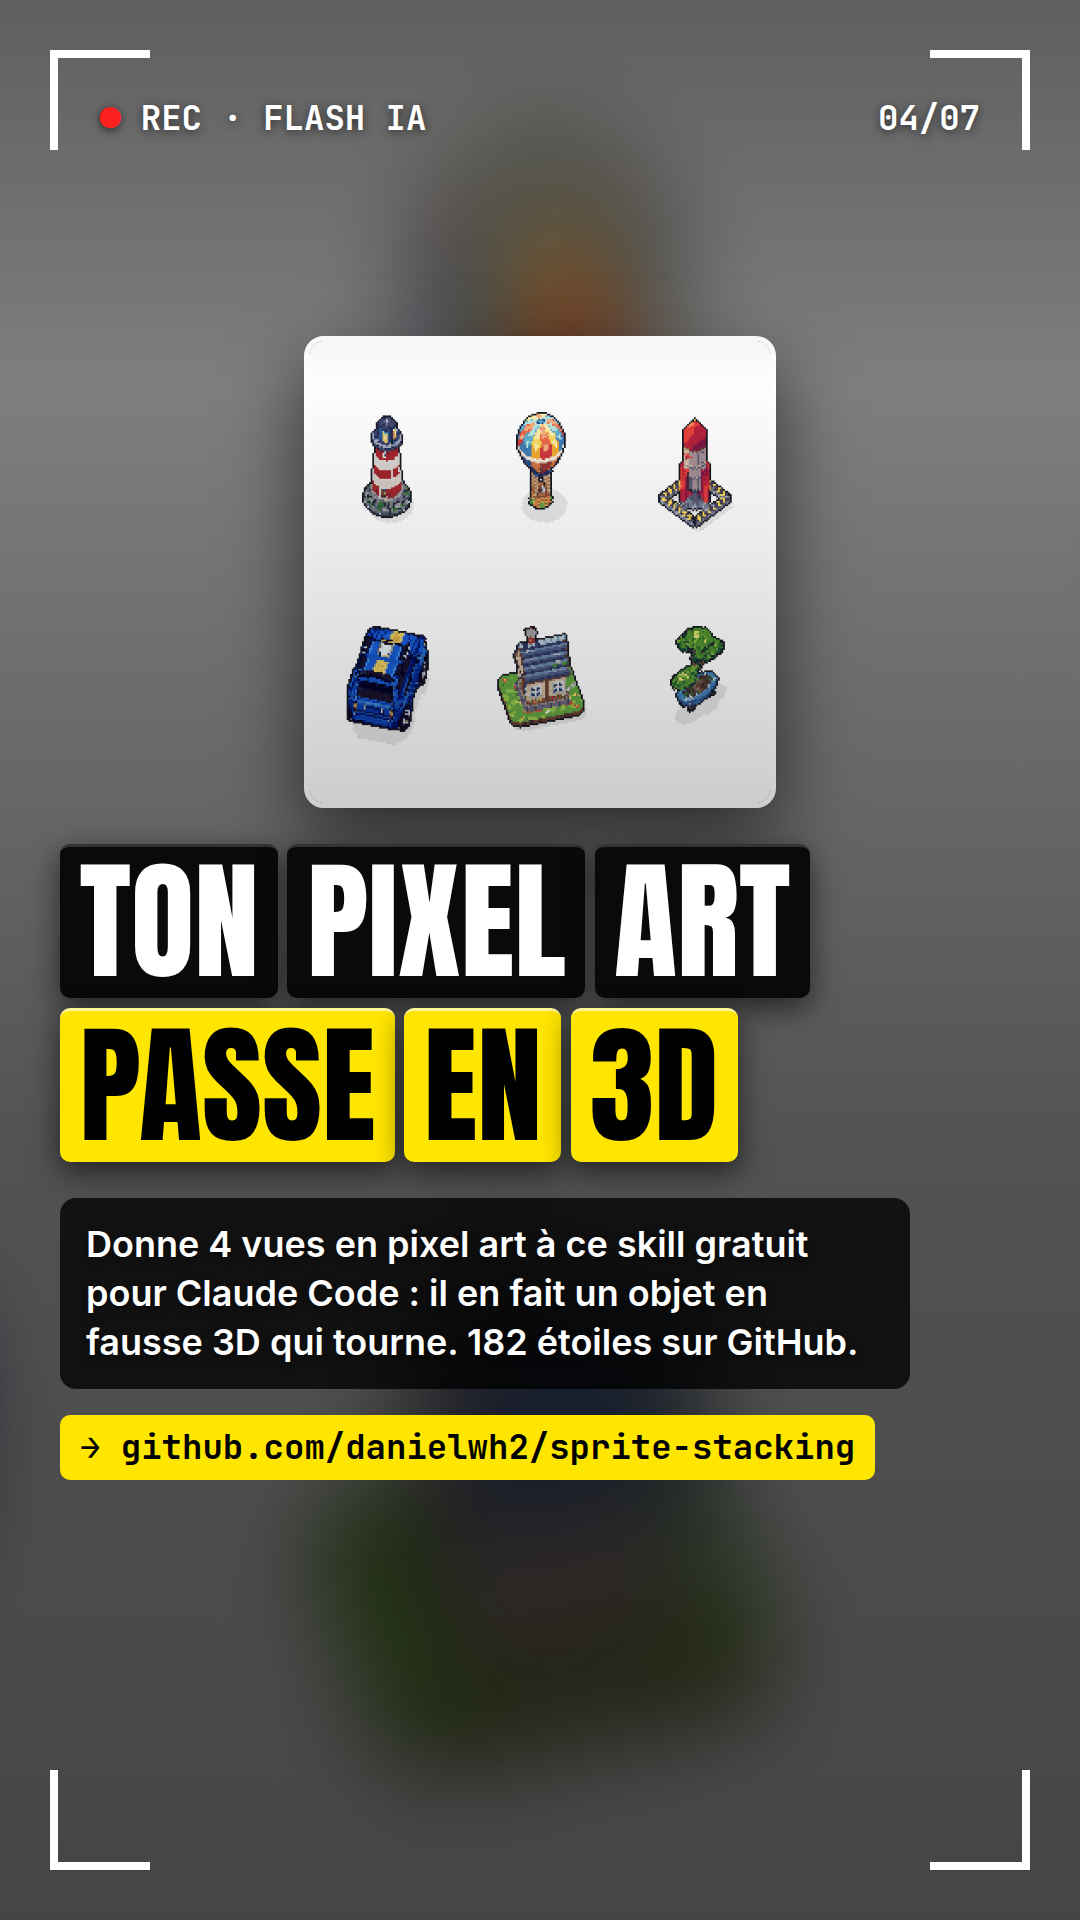 REC · FLASH IA
04/07
TON PIXEL ART
PASSE EN 3D
Donne 4 vues en pixel art à ce skill gratuit
pour Claude Code : il en fait un objet en
fausse 3D qui tourne. 182 étoiles sur GitHub.
→ github.com/danielwh2/sprite-stacking